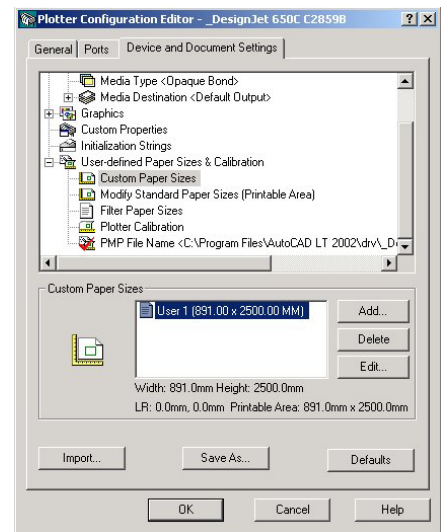 Plotter Configuration Editor - _DesignJet 650C C2859B
General Ports Device and Document Settings
Media Type <Opaque Bond>
Media Destination <Default Output>
Graphics
Custom Properties
Initialization Strings
User-defined Paper Sizes & Calibration
Custom Paper Sizes
Modify Standard Paper Sizes (Printable Area)
Filter Paper Sizes
Plotter Calibration
PMP File Name <C:\Program Files\AutoCAD LT 2002\drv\_D
Custom Paper Sizes
User 1 (891.00 x 2500.00 MM)
Add...
Delete
Edit...
Width: 891.0mm Height: 2500.0mm
LR: 0.0mm, 0.0mm Printable Area: 891.0mm x 2500.0mm
Import... Save As... Defaults
OK Cancel Help